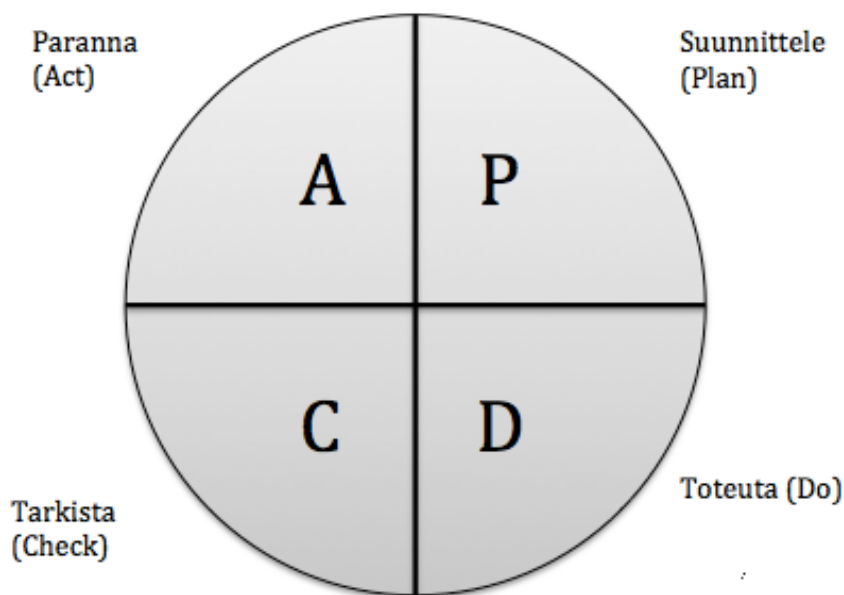 Paranna
(Act)
Suunnittele
(Plan)
A
P
C
D
Tarkista
(Check)
Toteuta (Do)